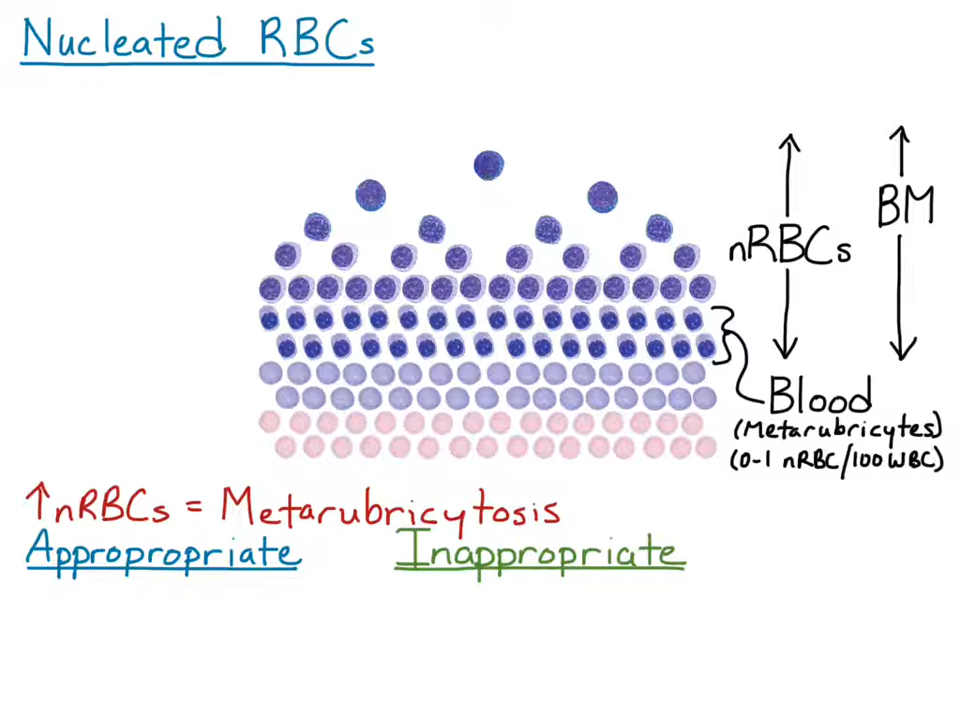 Nucleated RBCs
BM
nRBCs
Blood
(Metarubricytes)
(0-1 nRBC/100 WBC)
↑nRBCs = Metarubricytosis
Appropropriate
Inappropriate